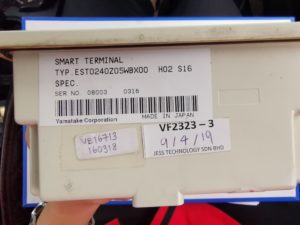 SMART TERMINAL
TYP. EST0240Z05WBX00 H02 S16
SPEC.
SER NO. 08003 0316
Yamatake Corporation MADE IN JAPAN
VE16713
160318
VF2323-3
9/4/19
JESS TECHNOLOGY SDN BHD